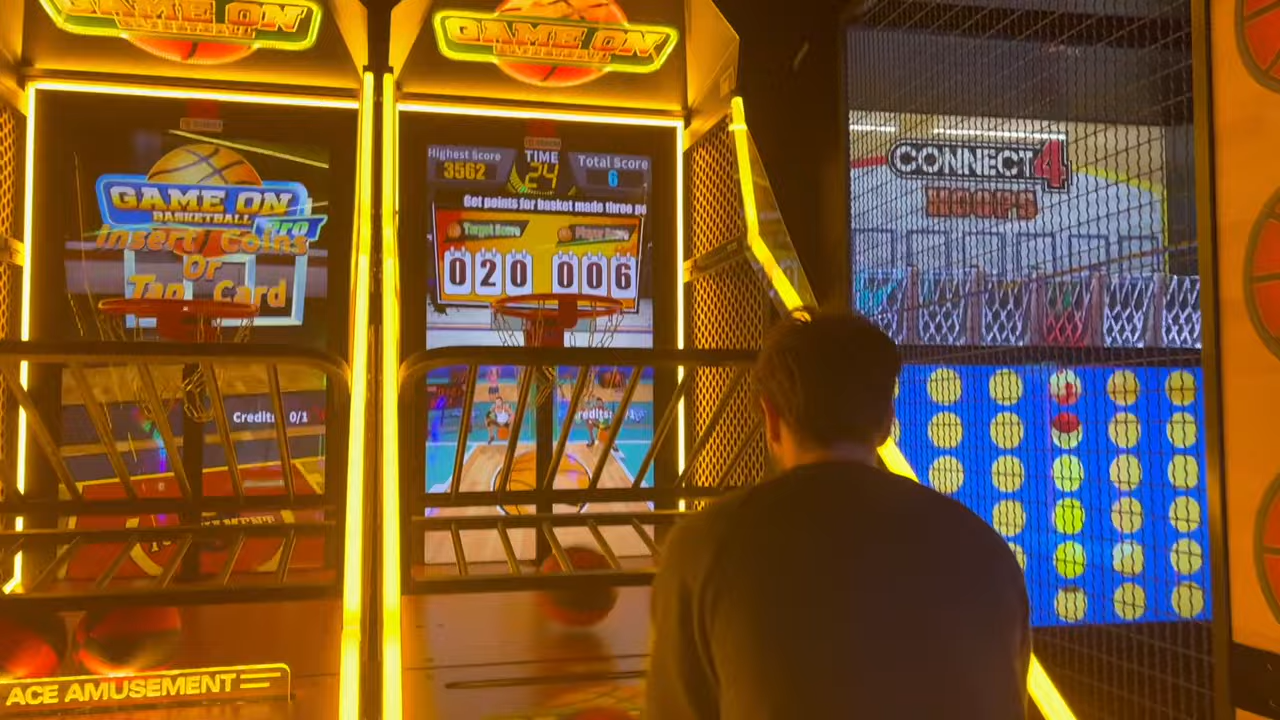 GAME ON
BASKETBALL
GAME ON
BASKETBALL
GAME ON
BASKETBALL PRO
Insert Coins
Or
Tap Card
Credits: 0/1
Highest Score
3562
TIME
24
Total Score
6
Get points for basket made three po
Target Score
Player Score
020
006
redits:
CONNECT 4
HOOPS
ACE AMUSEMENT